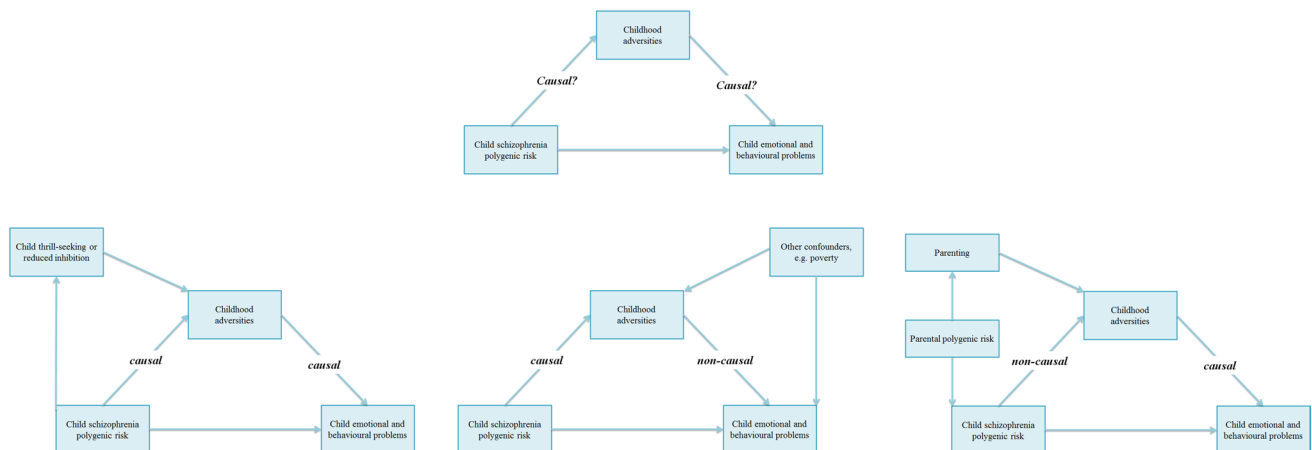 Childhood
adversities
Causal?
Causal?
Child schizophrenia
polygenic risk
Child emotional and
behavioural problems
Child thrill-seeking or
reduced inhibition
Childhood
adversities
causal
causal
Child schizophrenia
polygenic risk
Child emotional and
behavioural problems
Other confounders,
e.g. poverty
Childhood
adversities
causal
non-causal
Child schizophrenia
polygenic risk
Child emotional and
behavioural problems
Parenting
Childhood
adversities
Parental polygenic risk
non-causal
causal
Child schizophrenia
polygenic risk
Child emotional and
behavioural problems